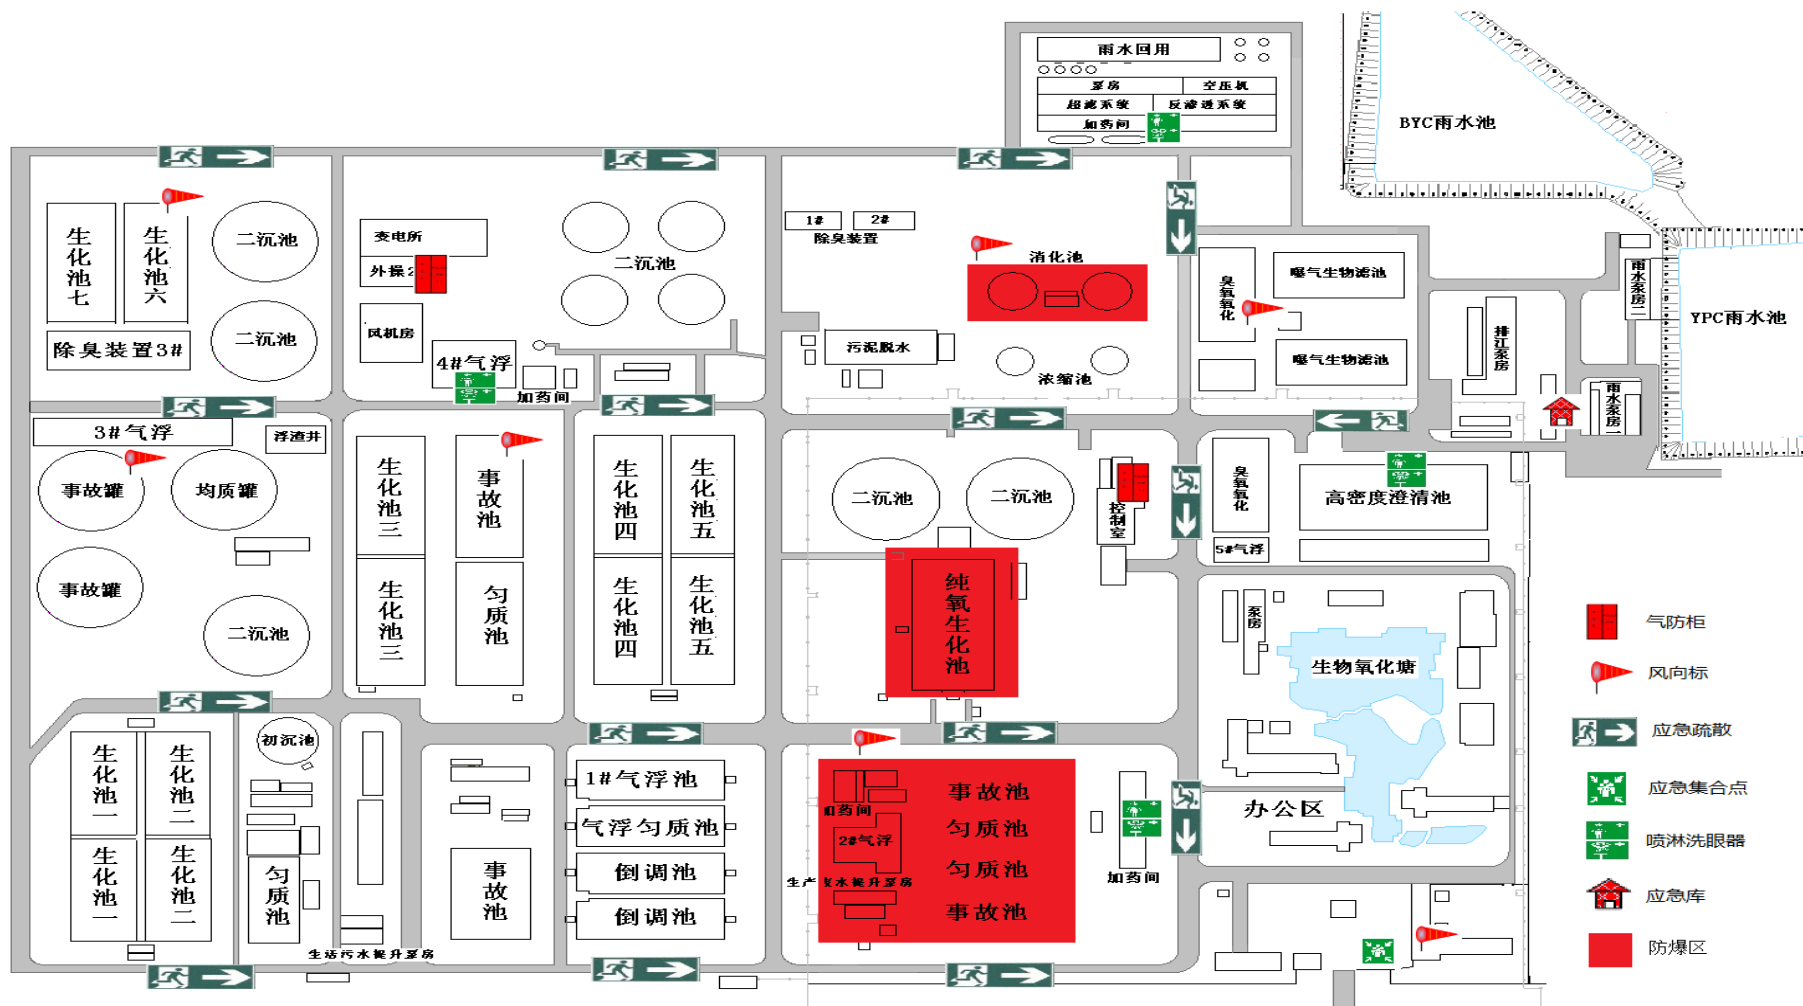 雨水回用
泵房
空压机
超滤系统
反渗透系统
加药间
BYC雨水池
YPC雨水池
生化池七
生化池六
二沉池
二沉池
除臭装置3#
变电所
外操2
风机房
4#气浮
加药间
二沉池
1#
2#
除臭装置
消化池
污泥脱水
浓缩池
臭氧氧化
曝气生物滤池
曝气生物滤池
排江泵房
雨水泵房二
雨水泵房一
3#气浮
浮渣井
事故罐
均质罐
事故罐
二沉池
生化池三
生化池三
事故池
匀质池
生化池四
生化池五
生化池四
生化池五
二沉池
二沉池
控制室
纯氧生化池
臭氧氧化
5#气浮
高密度澄清池
泵房
生物氧化塘
办公区
生化池一
生化池二
生化池一
生化池二
初沉池
匀质池
生活污水提升泵房
事故池
1#气浮池
气浮匀质池
倒调池
倒调池
加药间
2#气浮
生产废水提升泵房
事故池
匀质池
匀质池
事故池
加药间
气防柜
风向标
应急疏散
应急集合点
喷淋洗眼器
应急库
防爆区